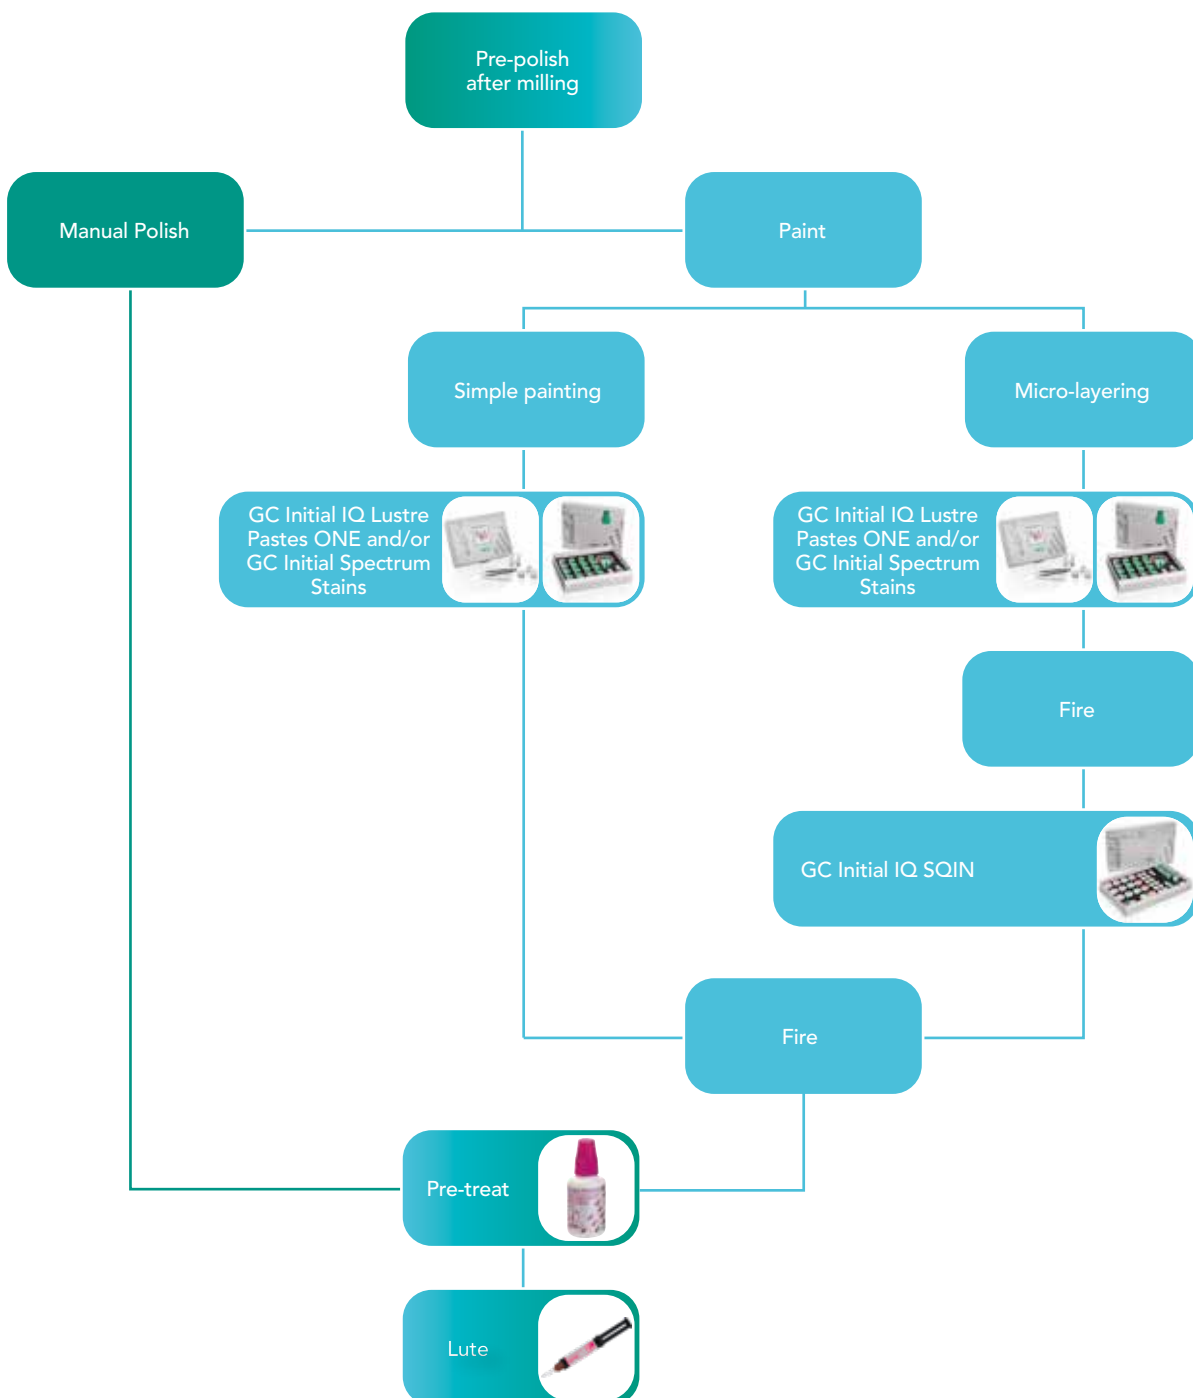 Pre-polish
after milling
Manual Polish
Paint
Simple painting
Micro-layering
GC Initial IQ Lustre
Pastes ONE and/or
GC Initial Spectrum
Stains
GC Initial IQ Lustre
Pastes ONE and/or
GC Initial Spectrum
Stains
Fire
GC Initial IQ SQIN
Fire
Pre-treat
Lute